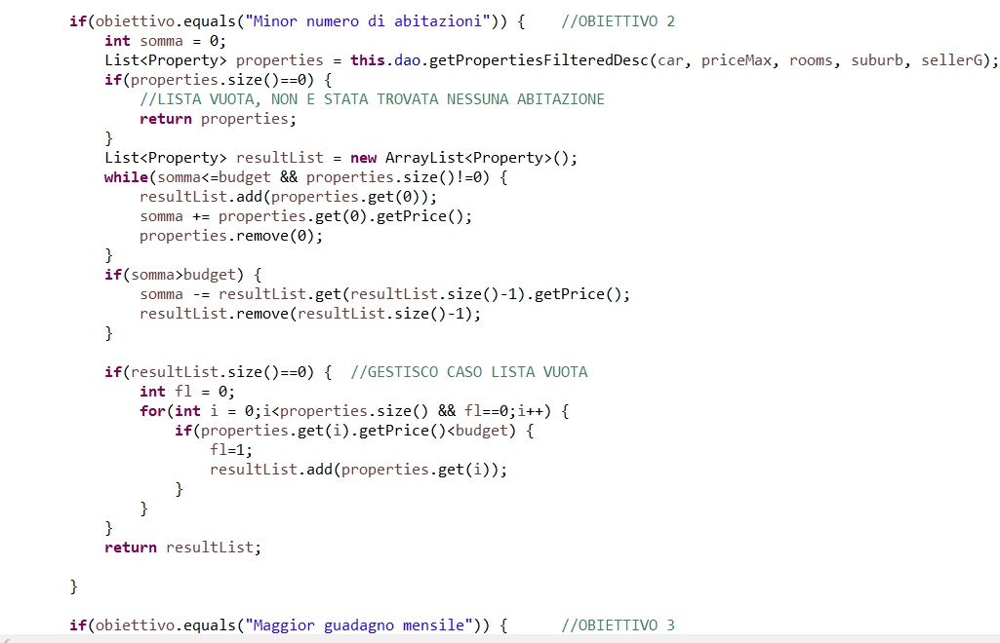 if(obiettivo.equals("Minor numero di abitazioni")) {    //OBIETTIVO 2
    int somma = 0;
    List<Property> properties = this.dao.getPropertiesFilteredDesc(car, priceMax, rooms, suburb, sellerG);
    if(properties.size()==0) {
        //LISTA VUOTA, NON E STATA TROVATA NESSUNA ABITAZIONE
        return properties;
    }
    List<Property> resultList = new ArrayList<Property>();
    while(somma<=budget && properties.size()!=0) {
        resultList.add(properties.get(0));
        somma += properties.get(0).getPrice();
        properties.remove(0);
    }
    if(somma>budget) {
        somma -= resultList.get(resultList.size()-1).getPrice();
        resultList.remove(resultList.size()-1);
    }

    if(resultList.size()==0) {  //GESTISCO CASO LISTA VUOTA
        int fl = 0;
        for(int i = 0;i<properties.size() && fl==0;i++) {
            if(properties.get(i).getPrice()<budget) {
                fl=1;
                resultList.add(properties.get(i));
            }
        }
    }
    return resultList;

}

if(obiettivo.equals("Maggior guadagno mensile")) {      //OBIETTIVO 3